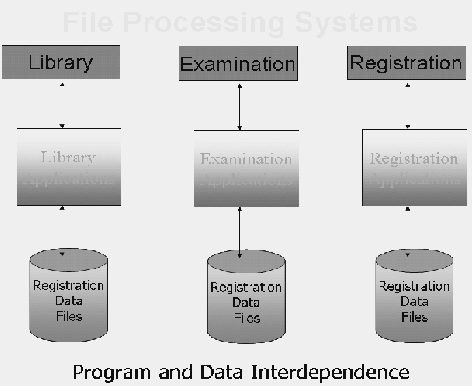 File Processing Systems
Library Examination Registration
Library Examination Registration
Applications Applications Applications
Registration Registration Registration
Data Data Data
Files Files Files
Program and Data Interdependence